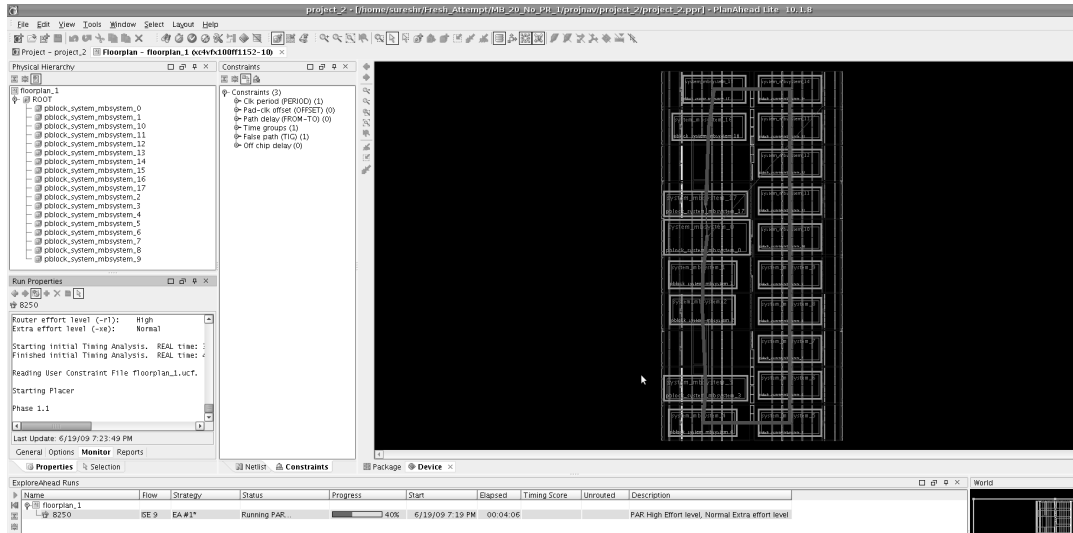 project_2 - [/home/sureshr/Fresh_Attempt/MB_20_No_PR_1/projnav/project_2/project_2.ppr] - PlanAhead Lite 10.1.8
File Edit View Tools Window Select Layout Help
Project - project_2 Floorplan - floorplan_1 (xc4vfx100ff1152-10) ×
Physical Hierarchy
floorplan_1
ROOT
pblock_system_mbsystem_0
pblock_system_mbsystem_1
pblock_system_mbsystem_10
pblock_system_mbsystem_11
pblock_system_mbsystem_12
pblock_system_mbsystem_13
pblock_system_mbsystem_14
pblock_system_mbsystem_15
pblock_system_mbsystem_16
pblock_system_mbsystem_17
pblock_system_mbsystem_2
pblock_system_mbsystem_3
pblock_system_mbsystem_4
pblock_system_mbsystem_5
pblock_system_mbsystem_6
pblock_system_mbsystem_7
pblock_system_mbsystem_8
pblock_system_mbsystem_9
Constraints
Constraints (3)
Clk period (PERIOD) (1)
Pad-clk offset (OFFSET) (0)
Path delay (FROM-TO) (0)
Time groups (1)
False path (TIG) (1)
Off chip delay (0)
Run Properties
8250
Router effort level (-rl): High
Extra effort level (-xe): Normal
Starting initial Timing Analysis. REAL time:
Finished initial Timing Analysis. REAL time:
Reading User Constraint File floorplan_1.ucf.
Starting Placer
Phase 1.1
Last Update: 6/19/09 7:23:49 PM
General Options Monitor Reports
Properties Selection
Netlist Constraints
system_mbsystem_17
pblock_system_mbsystem_17
system_mbsystem_0
pblock_system_mbsystem_0
system_mbsystem_3
pblock_system_mbsystem_3
Package Device ×
ExploreAhead Runs
Name Flow Strategy Status Progress Start Elapsed Timing Score Unrouted Description
floorplan_1
8250 ISE 9 EA #1* Running PAR... 40% 6/19/09 7:19 PM 00:04:06 PAR High Effort level, Normal Extra effort level
World